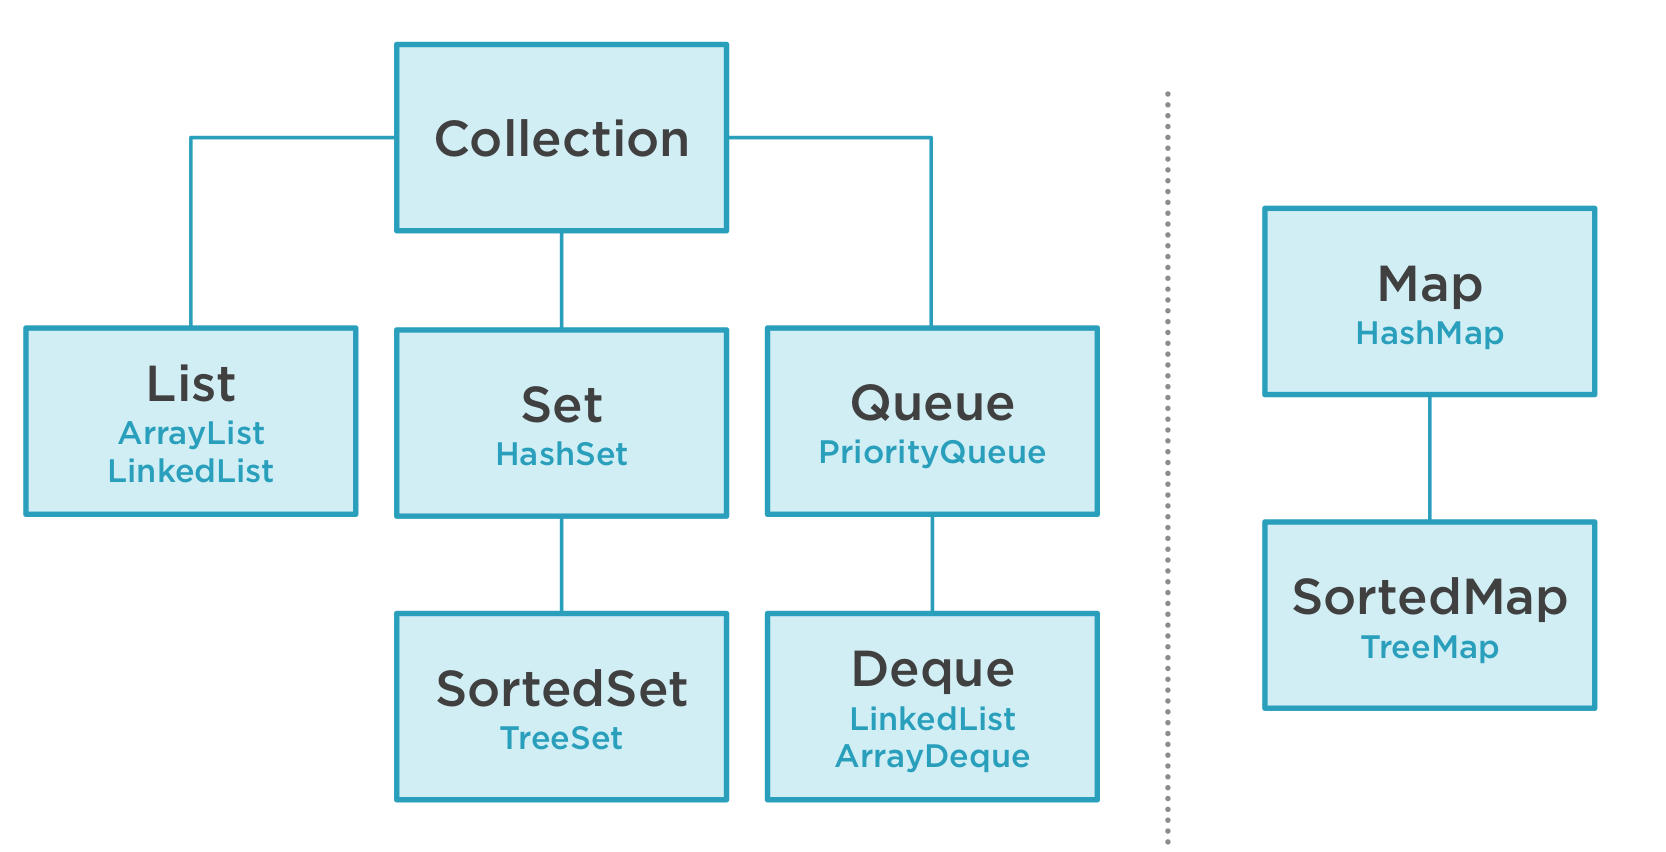 Collection
List
ArrayList
LinkedList
Set
HashSet
Queue
PriorityQueue
SortedSet
TreeSet
Deque
LinkedList
ArrayDeque
Map
HashMap
SortedMap
TreeMap